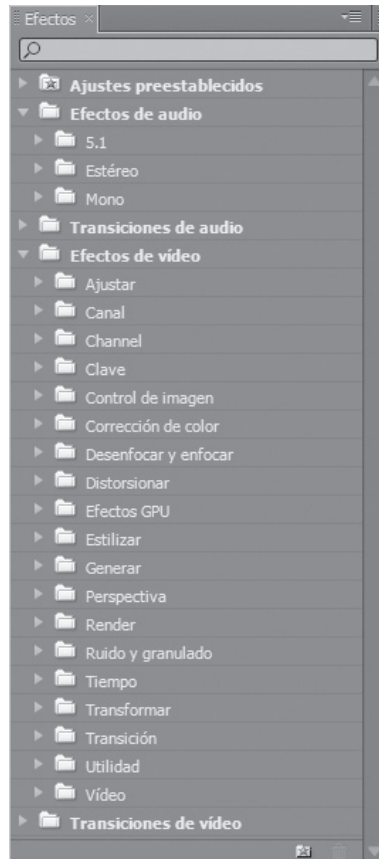 Efectos
Ajustes preestablecidos
Efectos de audio
5.1
Estéreo
Mono
Transiciones de audio
Efectos de vídeo
Ajustar
Canal
Channel
Clave
Control de imagen
Corrección de color
Desenfocar y enfocar
Distorsionar
Efectos GPU
Estilizar
Generar
Perspectiva
Render
Ruido y granulado
Tiempo
Transformar
Transición
Utilidad
Vídeo
Transiciones de vídeo